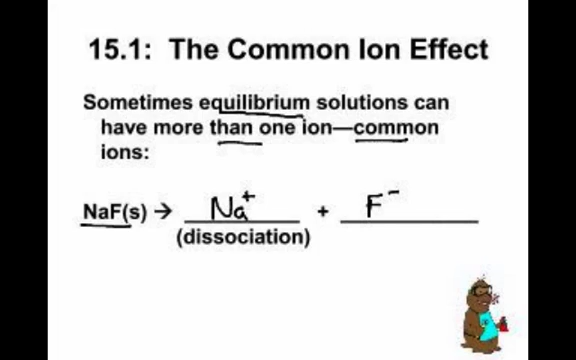 15.1: The Common Ion Effect
Sometimes equilibrium solutions can
have more than one ion—common
ions:
NaF(s) → Na⁺ + F⁻
(dissociation)